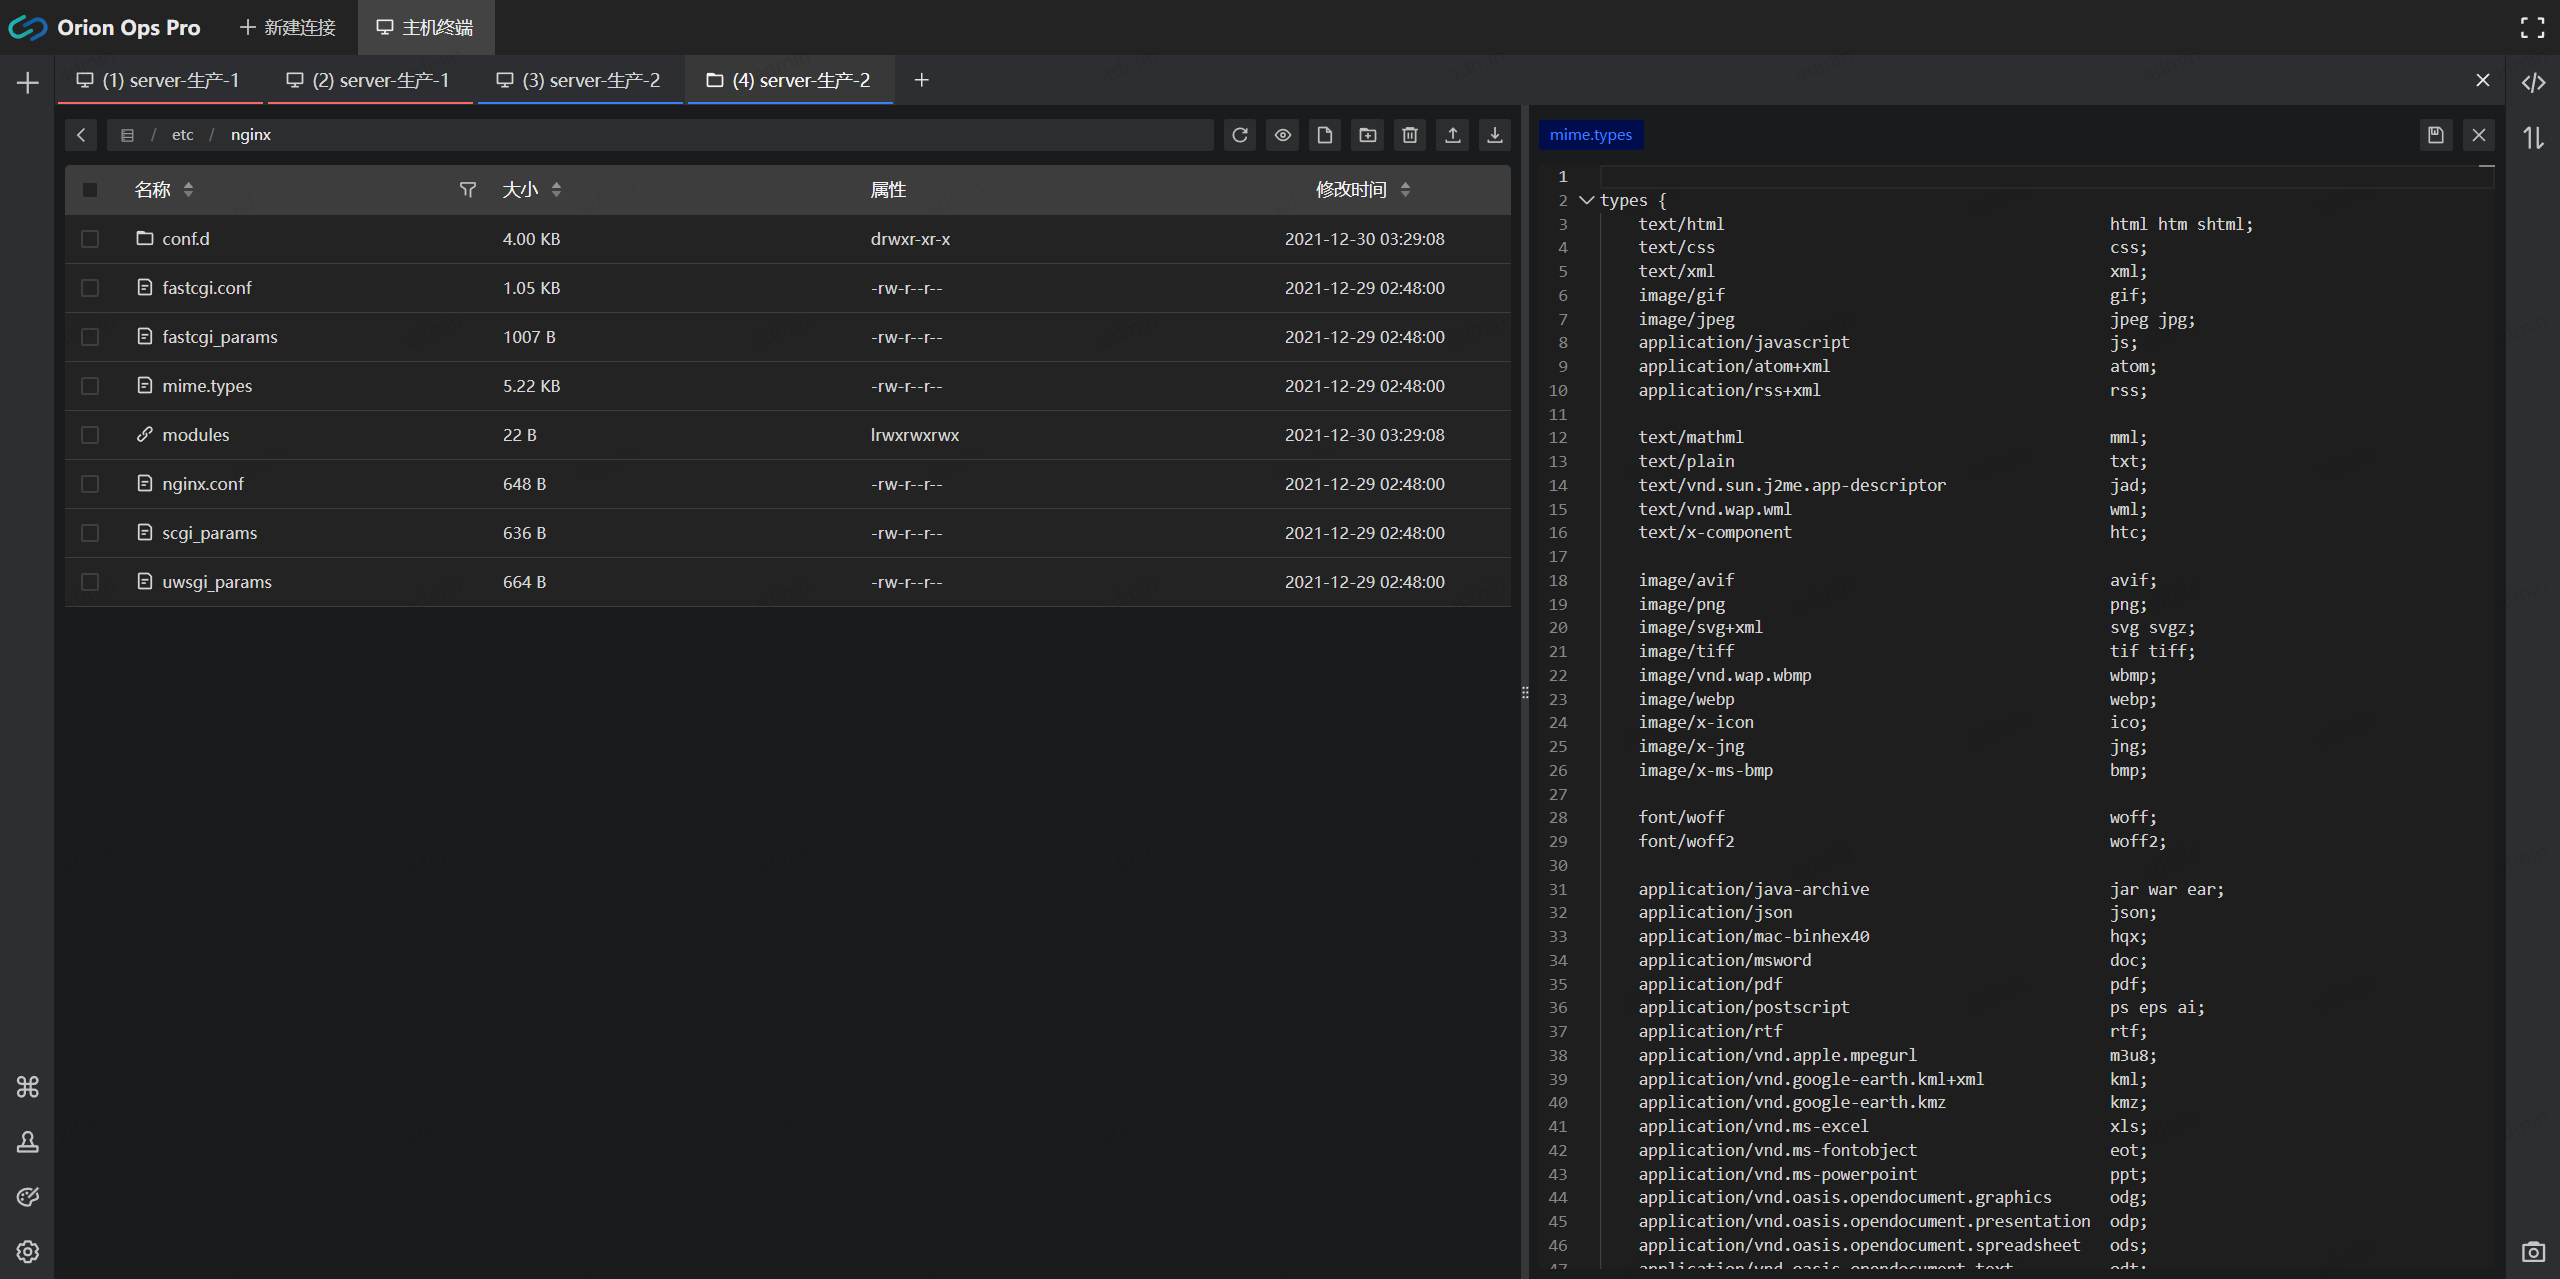 Orion Ops Pro 新建连接 主机终端
(1) server-生产-1 (2) server-生产-1 (3) server-生产-2 (4) server-生产-2
/ etc / nginx
名称 大小 属性 修改时间
conf.d 4.00 KB drwxr-xr-x 2021-12-30 03:29:08
fastcgi.conf 1.05 KB -rw-r--r-- 2021-12-29 02:48:00
fastcgi_params 1007 B -rw-r--r-- 2021-12-29 02:48:00
mime.types 5.22 KB -rw-r--r-- 2021-12-29 02:48:00
modules 22 B lrwxrwxrwx 2021-12-30 03:29:08
nginx.conf 648 B -rw-r--r-- 2021-12-29 02:48:00
scgi_params 636 B -rw-r--r-- 2021-12-29 02:48:00
uwsgi_params 664 B -rw-r--r-- 2021-12-29 02:48:00
mime.types
1
2 types {
3 text/html html htm shtml;
4 text/css css;
5 text/xml xml;
6 image/gif gif;
7 image/jpeg jpeg jpg;
8 application/javascript js;
9 application/atom+xml atom;
10 application/rss+xml rss;
11
12 text/mathml mml;
13 text/plain txt;
14 text/vnd.sun.j2me.app-descriptor jad;
15 text/vnd.wap.wml wml;
16 text/x-component htc;
17
18 image/avif avif;
19 image/png png;
20 image/svg+xml svg svgz;
21 image/tiff tif tiff;
22 image/vnd.wap.wbmp wbmp;
23 image/webp webp;
24 image/x-icon ico;
25 image/x-jng jng;
26 image/x-ms-bmp bmp;
27
28 font/woff woff;
29 font/woff2 woff2;
30
31 application/java-archive jar war ear;
32 application/json json;
33 application/mac-binhex40 hqx;
34 application/msword doc;
35 application/pdf pdf;
36 application/postscript ps eps ai;
37 application/rtf rtf;
38 application/vnd.apple.mpegurl m3u8;
39 application/vnd.google-earth.kml+xml kml;
40 application/vnd.google-earth.kmz kmz;
41 application/vnd.ms-excel xls;
42 application/vnd.ms-fontobject eot;
43 application/vnd.ms-powerpoint ppt;
44 application/vnd.oasis.opendocument.graphics odg;
45 application/vnd.oasis.opendocument.presentation odp;
46 application/vnd.oasis.opendocument.spreadsheet ods;
47 application/vnd.oasis.opendocument.text odt;